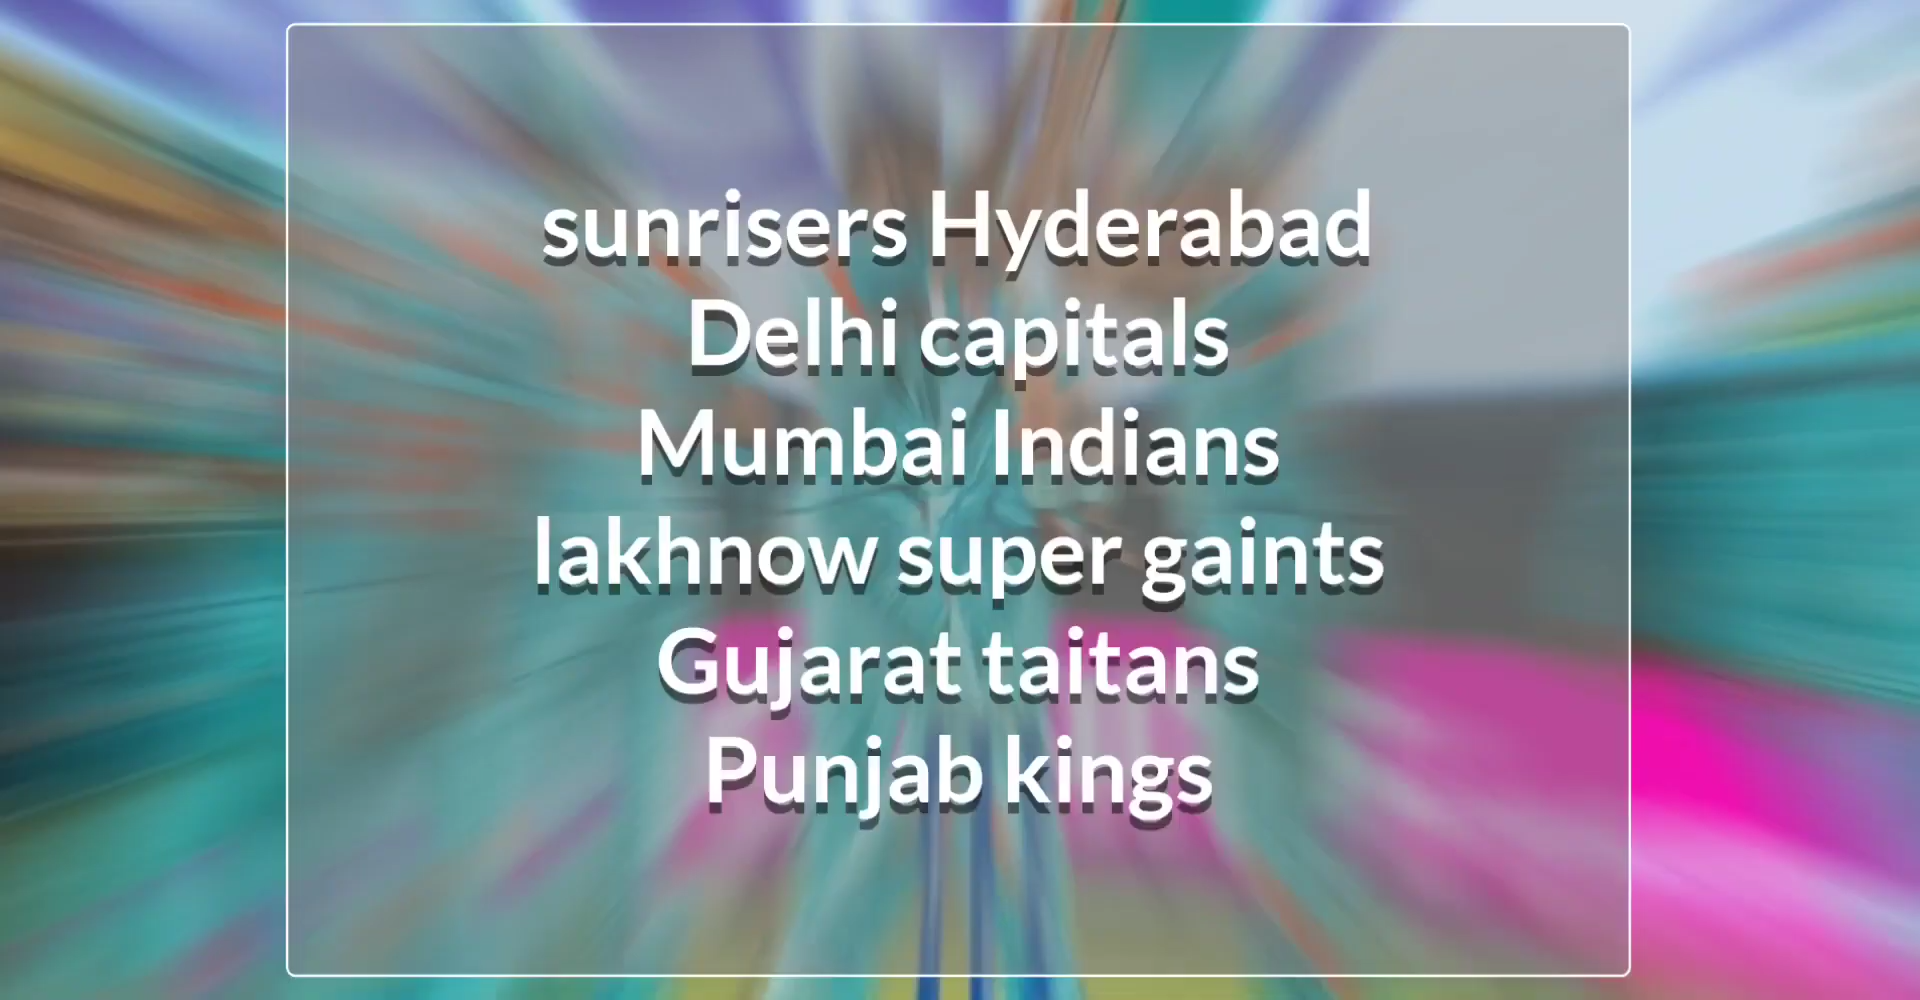 sunrisers Hyderabad
Delhi capitals
Mumbai Indians
lakhnow super gaints
Gujarat taitans
Punjab kings